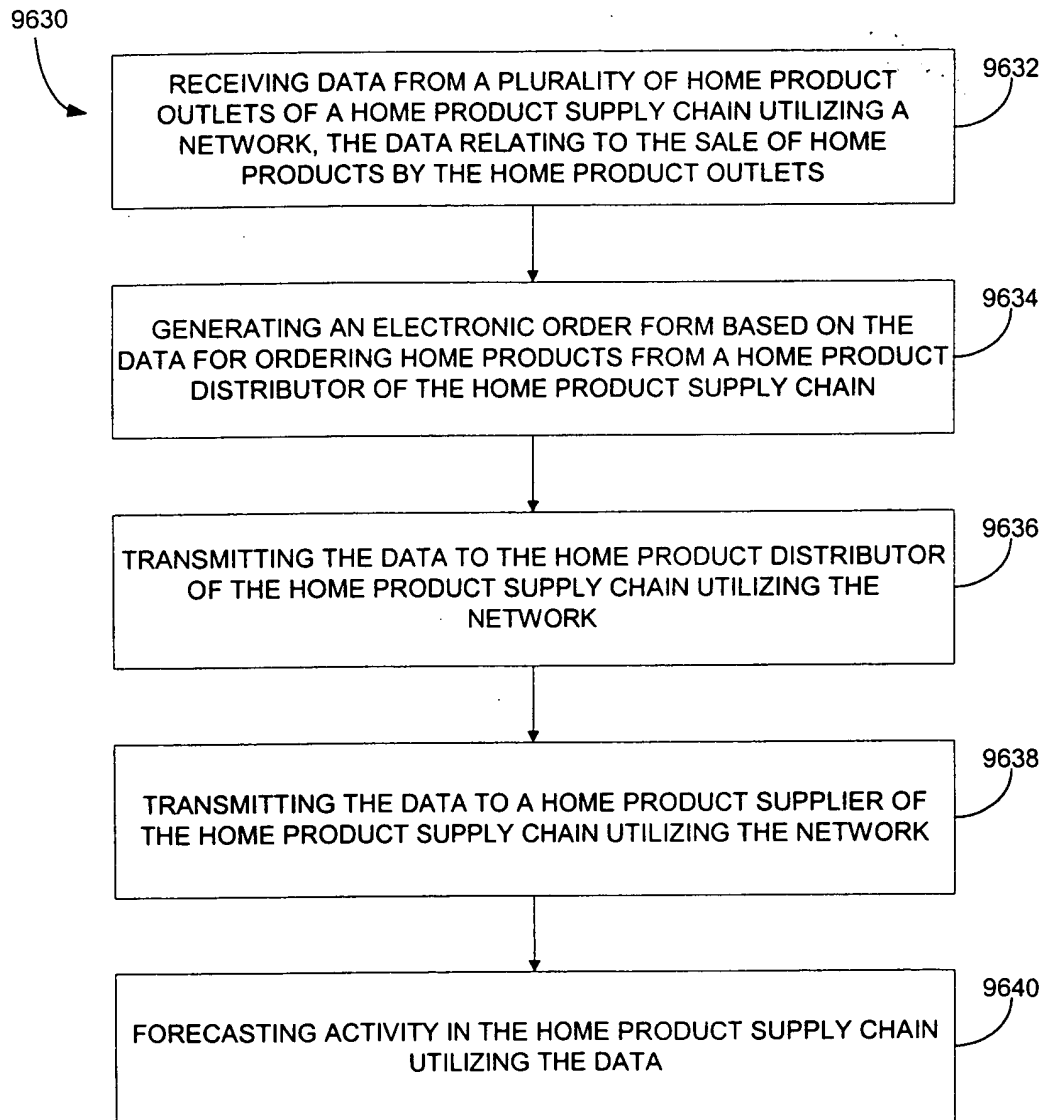 9630
RECEIVING DATA FROM A PLURALITY OF HOME PRODUCT
OUTLETS OF A HOME PRODUCT SUPPLY CHAIN UTILIZING A
NETWORK, THE DATA RELATING TO THE SALE OF HOME
PRODUCTS BY THE HOME PRODUCT OUTLETS
9632
GENERATING AN ELECTRONIC ORDER FORM BASED ON THE
DATA FOR ORDERING HOME PRODUCTS FROM A HOME PRODUCT
DISTRIBUTOR OF THE HOME PRODUCT SUPPLY CHAIN
9634
TRANSMITTING THE DATA TO THE HOME PRODUCT DISTRIBUTOR
OF THE HOME PRODUCT SUPPLY CHAIN UTILIZING THE
NETWORK
9636
TRANSMITTING THE DATA TO A HOME PRODUCT SUPPLIER OF
THE HOME PRODUCT SUPPLY CHAIN UTILIZING THE NETWORK
9638
FORECASTING ACTIVITY IN THE HOME PRODUCT SUPPLY CHAIN
UTILIZING THE DATA
9640